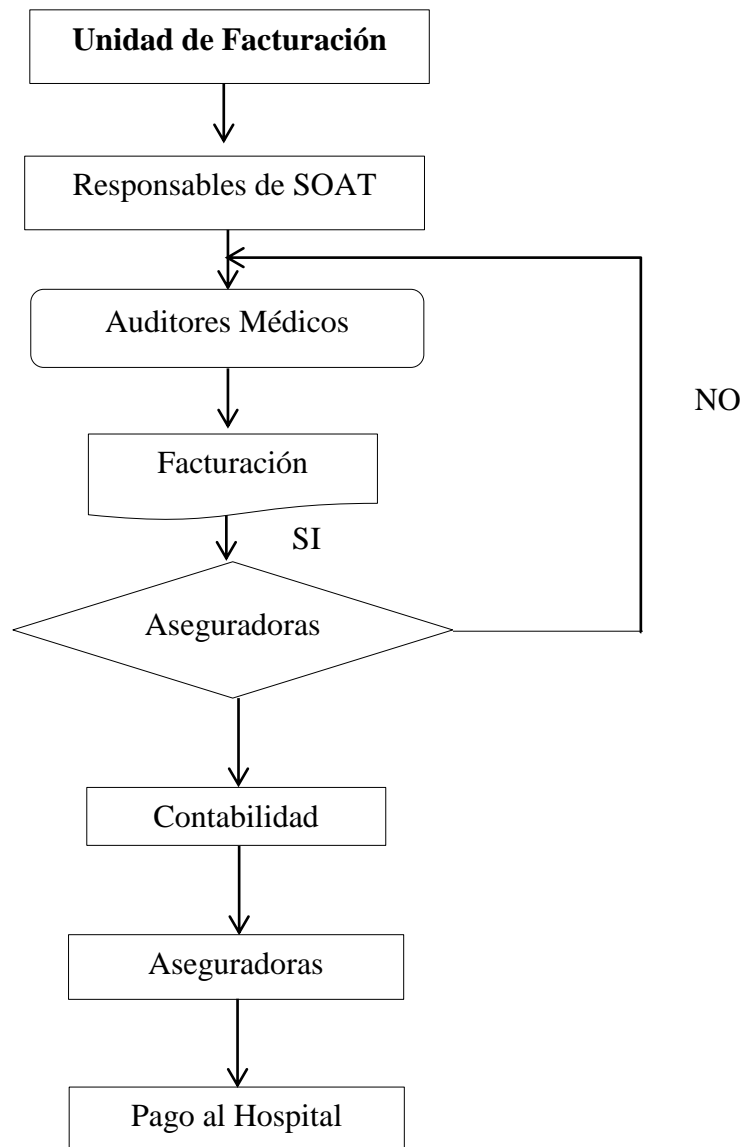 Unidad de Facturación
Responsables de SOAT
Auditores Médicos
NO
Facturación
SI
Aseguradoras
Contabilidad
Aseguradoras
Pago al Hospital